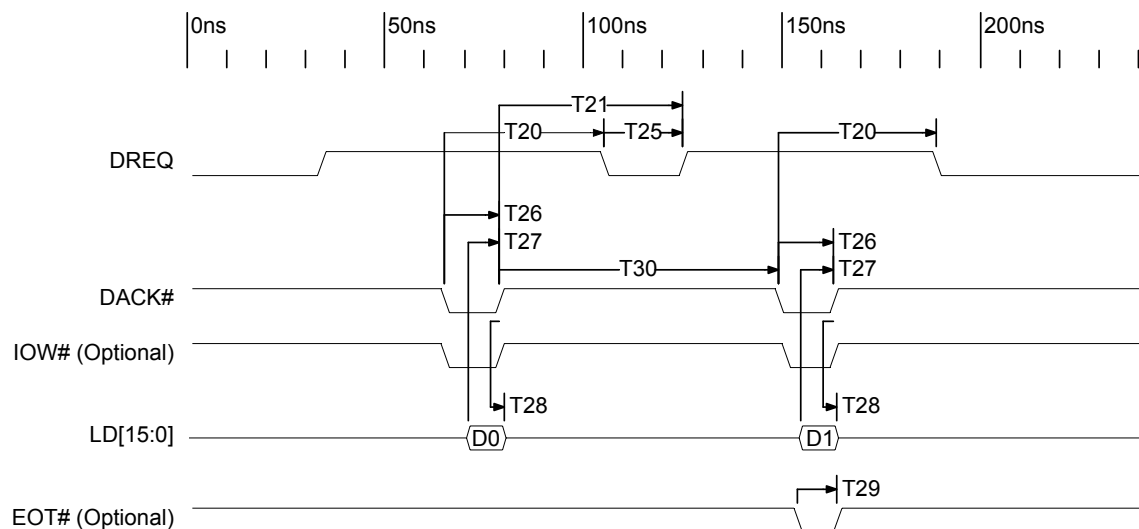 0ns 50ns 100ns 150ns 200ns
T21
T20 T25 T20
DREQ
T26
T27 T26
T30 T27
DACK#
IOW# (Optional)
T28 T28
LD[15:0] D0 D1
T29
EOT# (Optional)